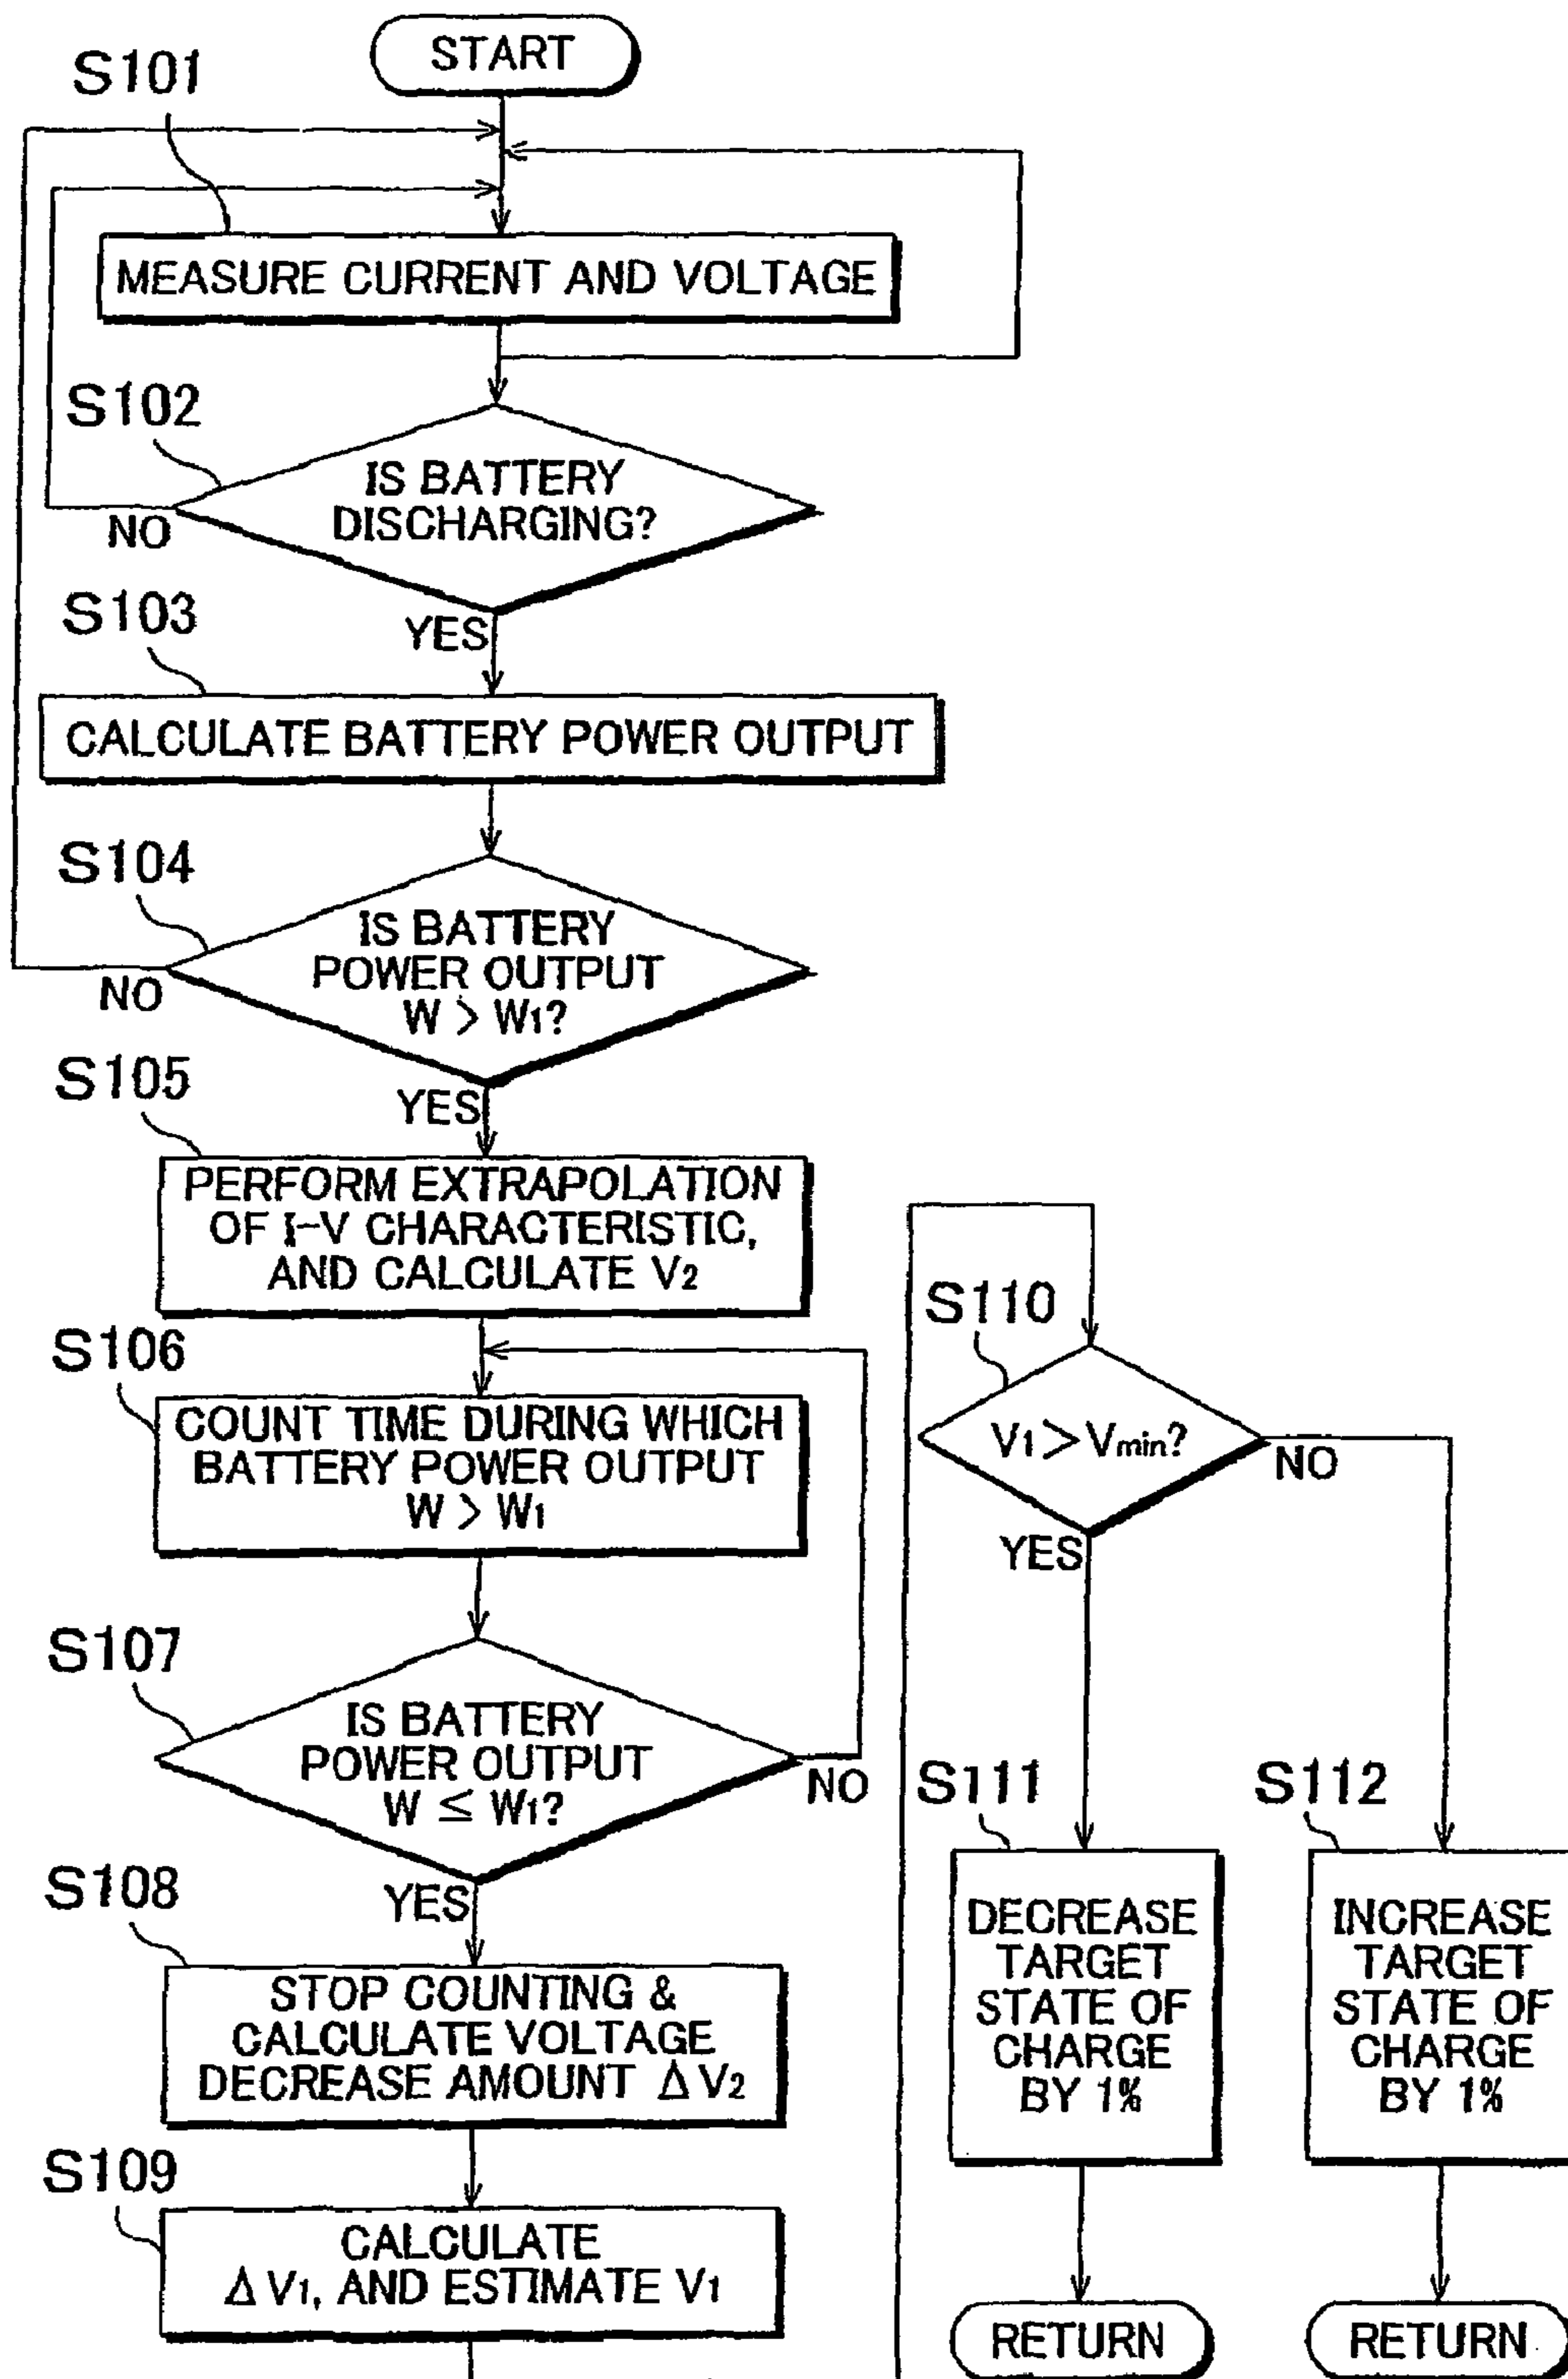 START
S101
MEASURE CURRENT AND VOLTAGE
S102
IS BATTERY
DISCHARGING?
NO
YES
S103
CALCULATE BATTERY POWER OUTPUT
S104
IS BATTERY
POWER OUTPUT
W > W1?
NO
YES
S105
PERFORM EXTRAPOLATION
OF I-V CHARACTERISTIC,
AND CALCULATE V2
S106
COUNT TIME DURING WHICH
BATTERY POWER OUTPUT
W > W1
S107
IS BATTERY
POWER OUTPUT
W ≤ W1?
NO
YES
S108
STOP COUNTING &
CALCULATE VOLTAGE
DECREASE AMOUNT ΔV2
S109
CALCULATE
ΔV1, AND ESTIMATE V1
S110
V1 > Vmin?
NO
YES
S111
DECREASE
TARGET
STATE OF
CHARGE
BY 1%
RETURN
S112
INCREASE
TARGET
STATE OF
CHARGE
BY 1%
RETURN